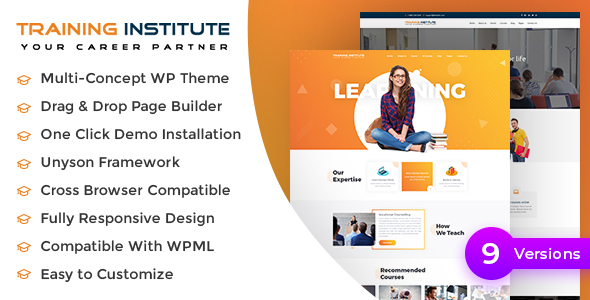 TRAINING INSTITUTE
YOUR CAREER PARTNER
Multi-Concept WP Theme
Drag & Drop Page Builder
One Click Demo Installation
Unyson Framework
Cross Browser Compatible
Fully Responsive Design
Compatible With WPML
Easy to Customize
Our
Expertise
How
We Teach
Recommended
Courses
9 Versions